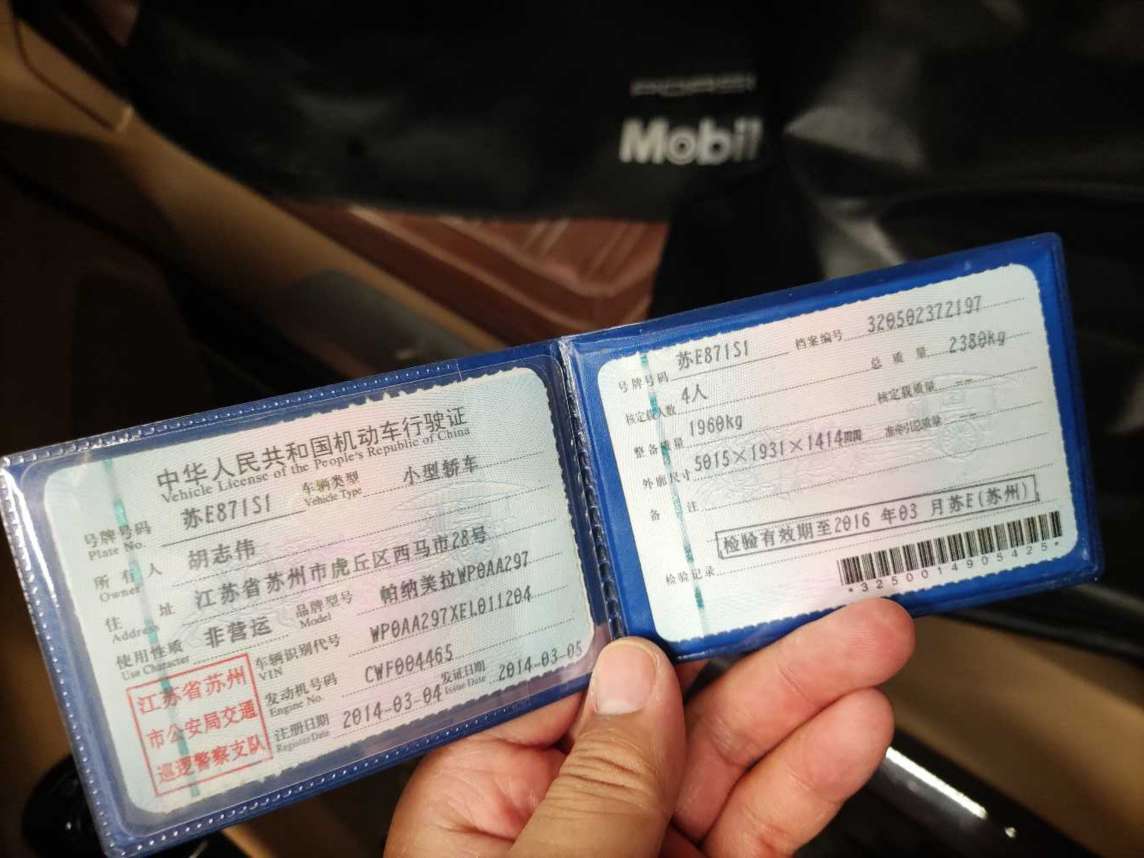 PORSCHE
Mobil
中华人民共和国机动车行驶证
Vehicle License of the People's Republic of China
号牌号码 苏E871S1 车辆类型 小型轿车
Plate No. Vehicle Type
所有人 胡志伟
Owner
住址 江苏省苏州市虎丘区西马市28号
Address
使用性质 非营运 品牌型号 帕纳美拉WP0AA297
Use Character Model
江苏省苏州
市公安局交通
巡逻警察支队
车辆识别代号 WP0AA297XEL011204
VIN
发动机号码 CWF004465
Engine No.
注册日期 2014-03-04 发证日期 2014-03-05
Register Date Issue Date
号牌号码 苏E871S1 档案编号 320502372197
核定载人数 4人 总质量 2380kg
整备质量 1960kg 核定载质量 --
外廓尺寸 5015×1931×1414mm 准牵引总质量 --
备注
检验有效期至2016 年03 月苏E(苏州)
检验记录
*3250014905425*